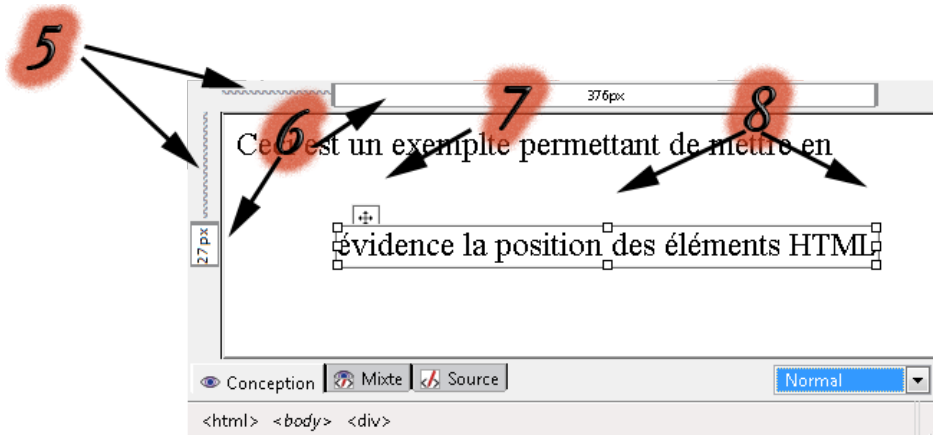 5
376px
7
8
6
Ceci est un exemplte permettant de mettre en
27 px
évidence la position des éléments HTML
Conception Mixte Source Normal
<html> <body> <div>